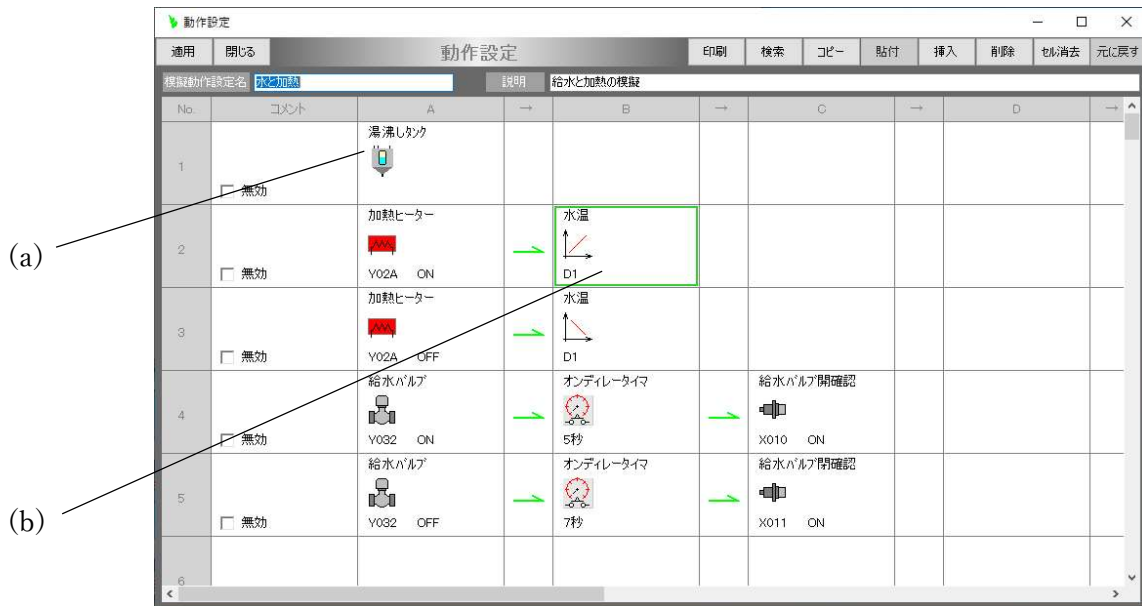 動作設定
適用 閉じる 動作設定 印刷 検索 コピー 貼付 挿入 削除 セル消去 元に戻す
模擬動作設定名 水と加熱 説明 給水と加熱の模擬
No. コメント A → B → C → D →
湯沸しタンク
1
無効
(a)
加熱ヒーター 水温
2
無効 Y02A ON D1
加熱ヒーター 水温
3
無効 Y02A OFF D1
給水バルブ オンディレータイマ 給水バルブ開確認
4
無効 Y032 ON 5秒 X010 ON
給水バルブ オンディレータイマ 給水バルブ閉確認
5
(b)
無効 Y032 OFF 7秒 X011 ON
6